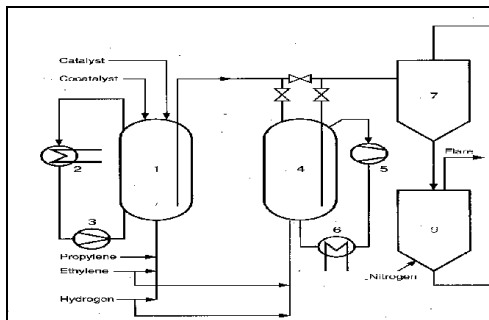 Catalyst
Cocatalyst
1
2
3
4
5
6
7
Flare
Propylene
Ethylene
Nitrogen
Hydrogen